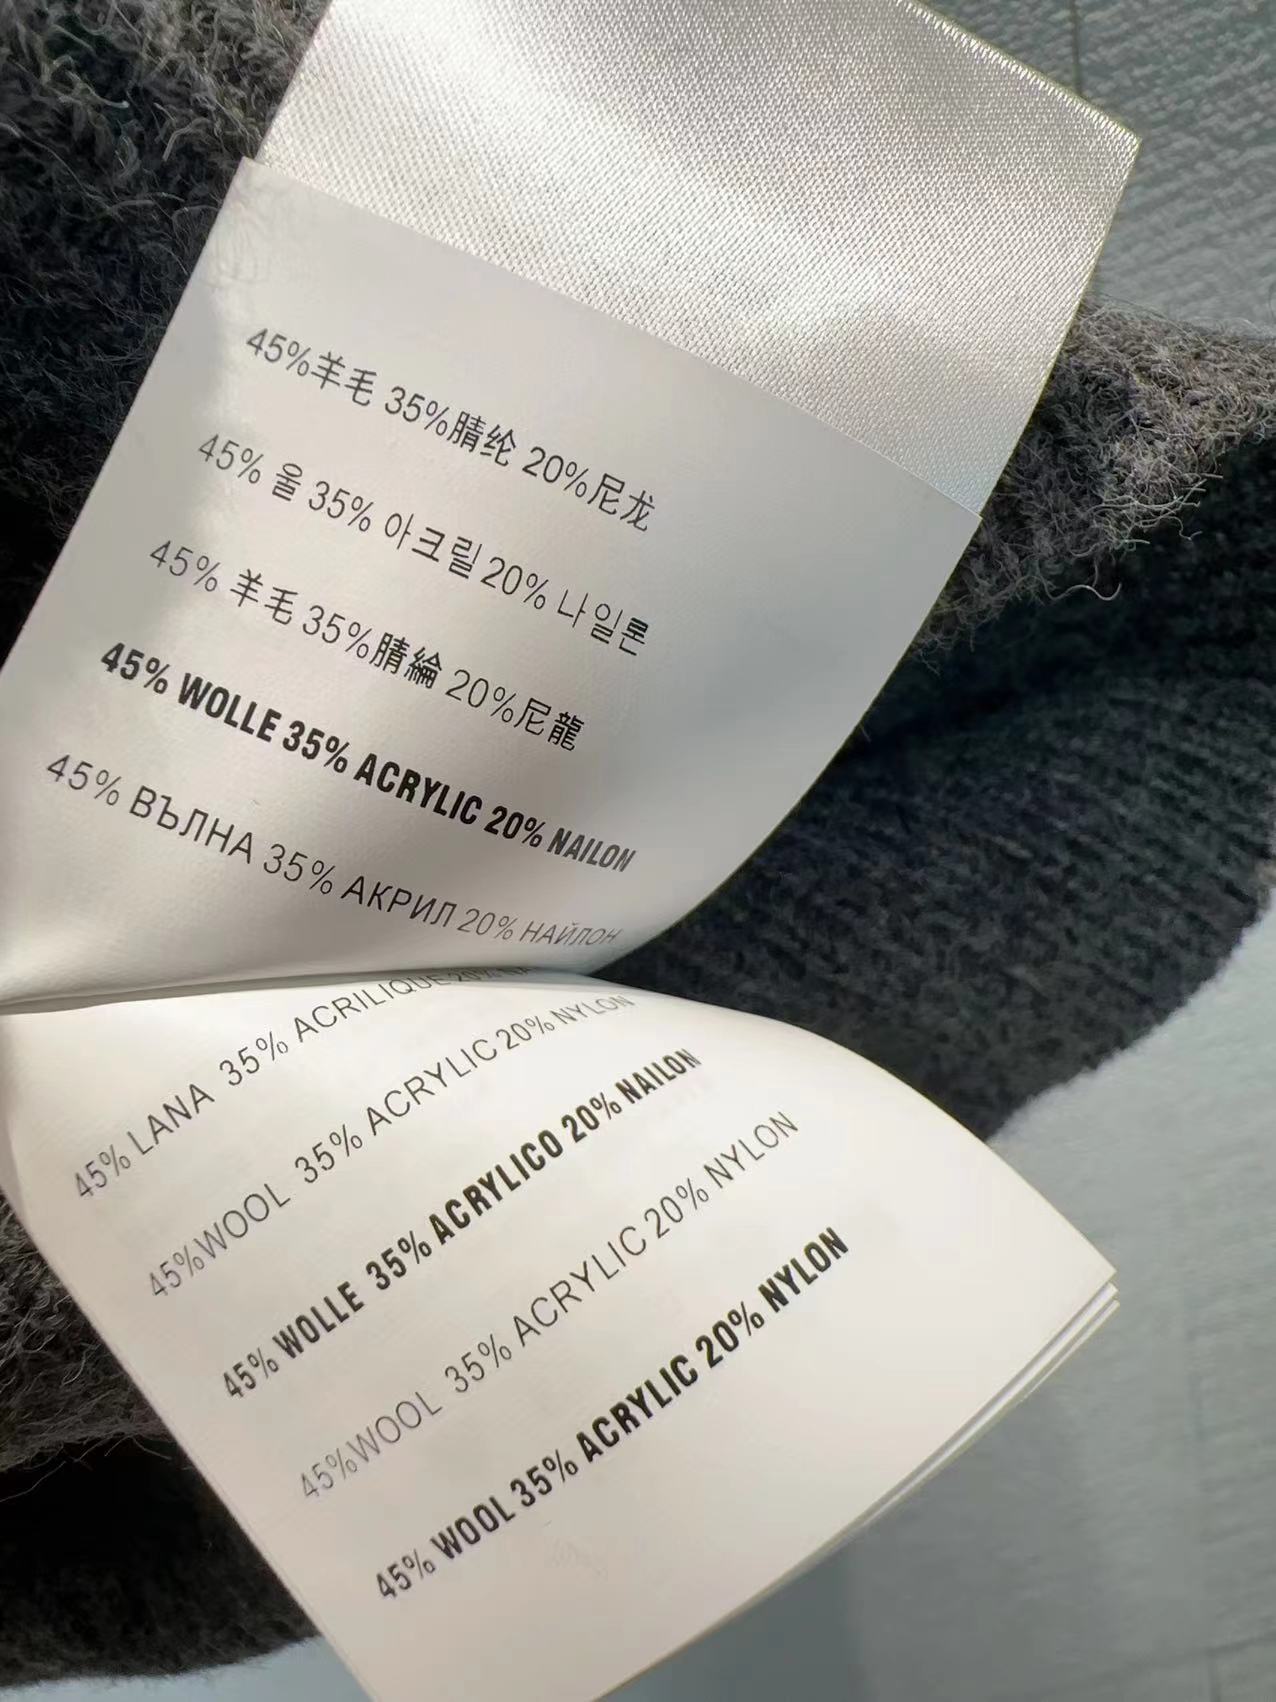 45%羊毛 35%腈纶 20%尼龙
45% 울 35% 아크릴 20% 나일론
45% 羊毛 35%腈綸 20%尼龍
45% WOLLE 35% ACRYLIC 20% NAILON
45% ВЪЛНА 35% АКРИЛ 20% НАЙЛОН
45% LANA 35% ACRILIQUE 20%
45%WOOL 35% ACRYLIC 20% NYLON
45% WOLLE 35% ACRYLICO 20% NAILON
45%WOOL 35% ACRYLIC 20% NYLON
45% WOOL 35% ACRYLIC 20% NYLON